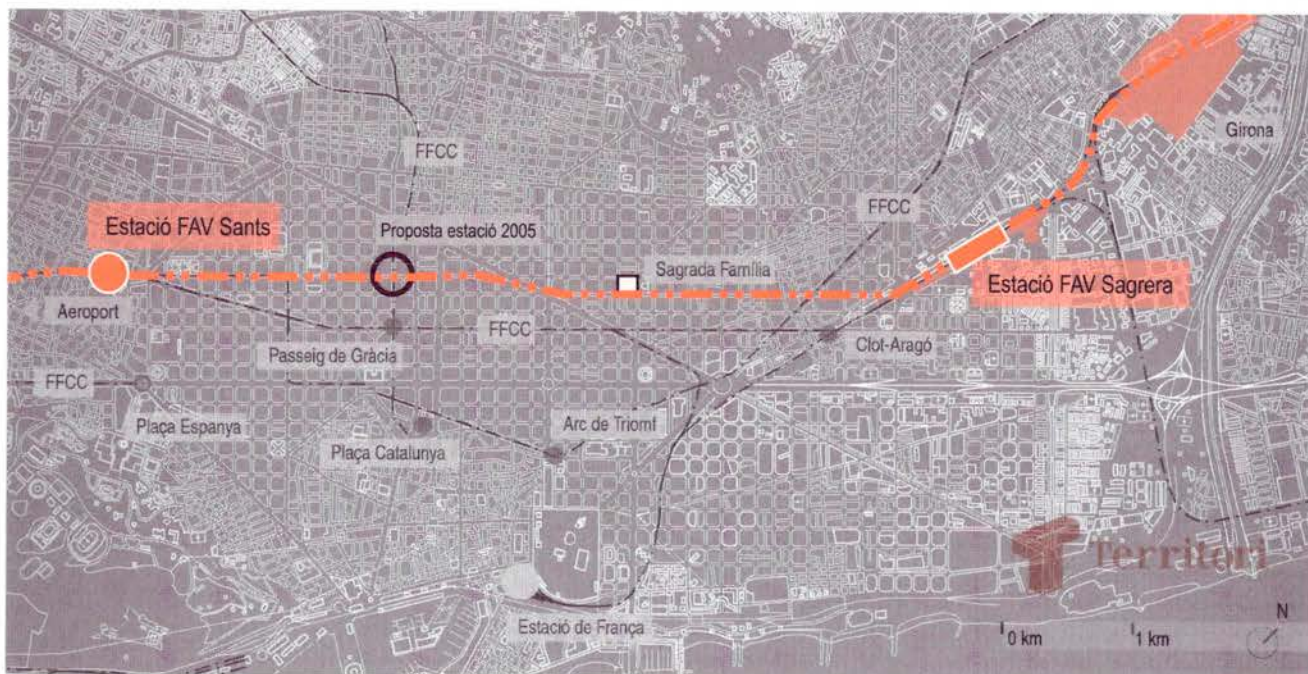 Girona
FFCC
Estació FAV Sants
Proposta estació 2005
FFCC
Sagrada Família
Estació FAV Sagrera
Aeroport
FFCC
Clot-Aragó
Passeig de Gràcia
FFCC
Plaça Espanya
Plaça Catalunya
Arc de Triomf
Territori
Estació de França
N
0 km
1 km